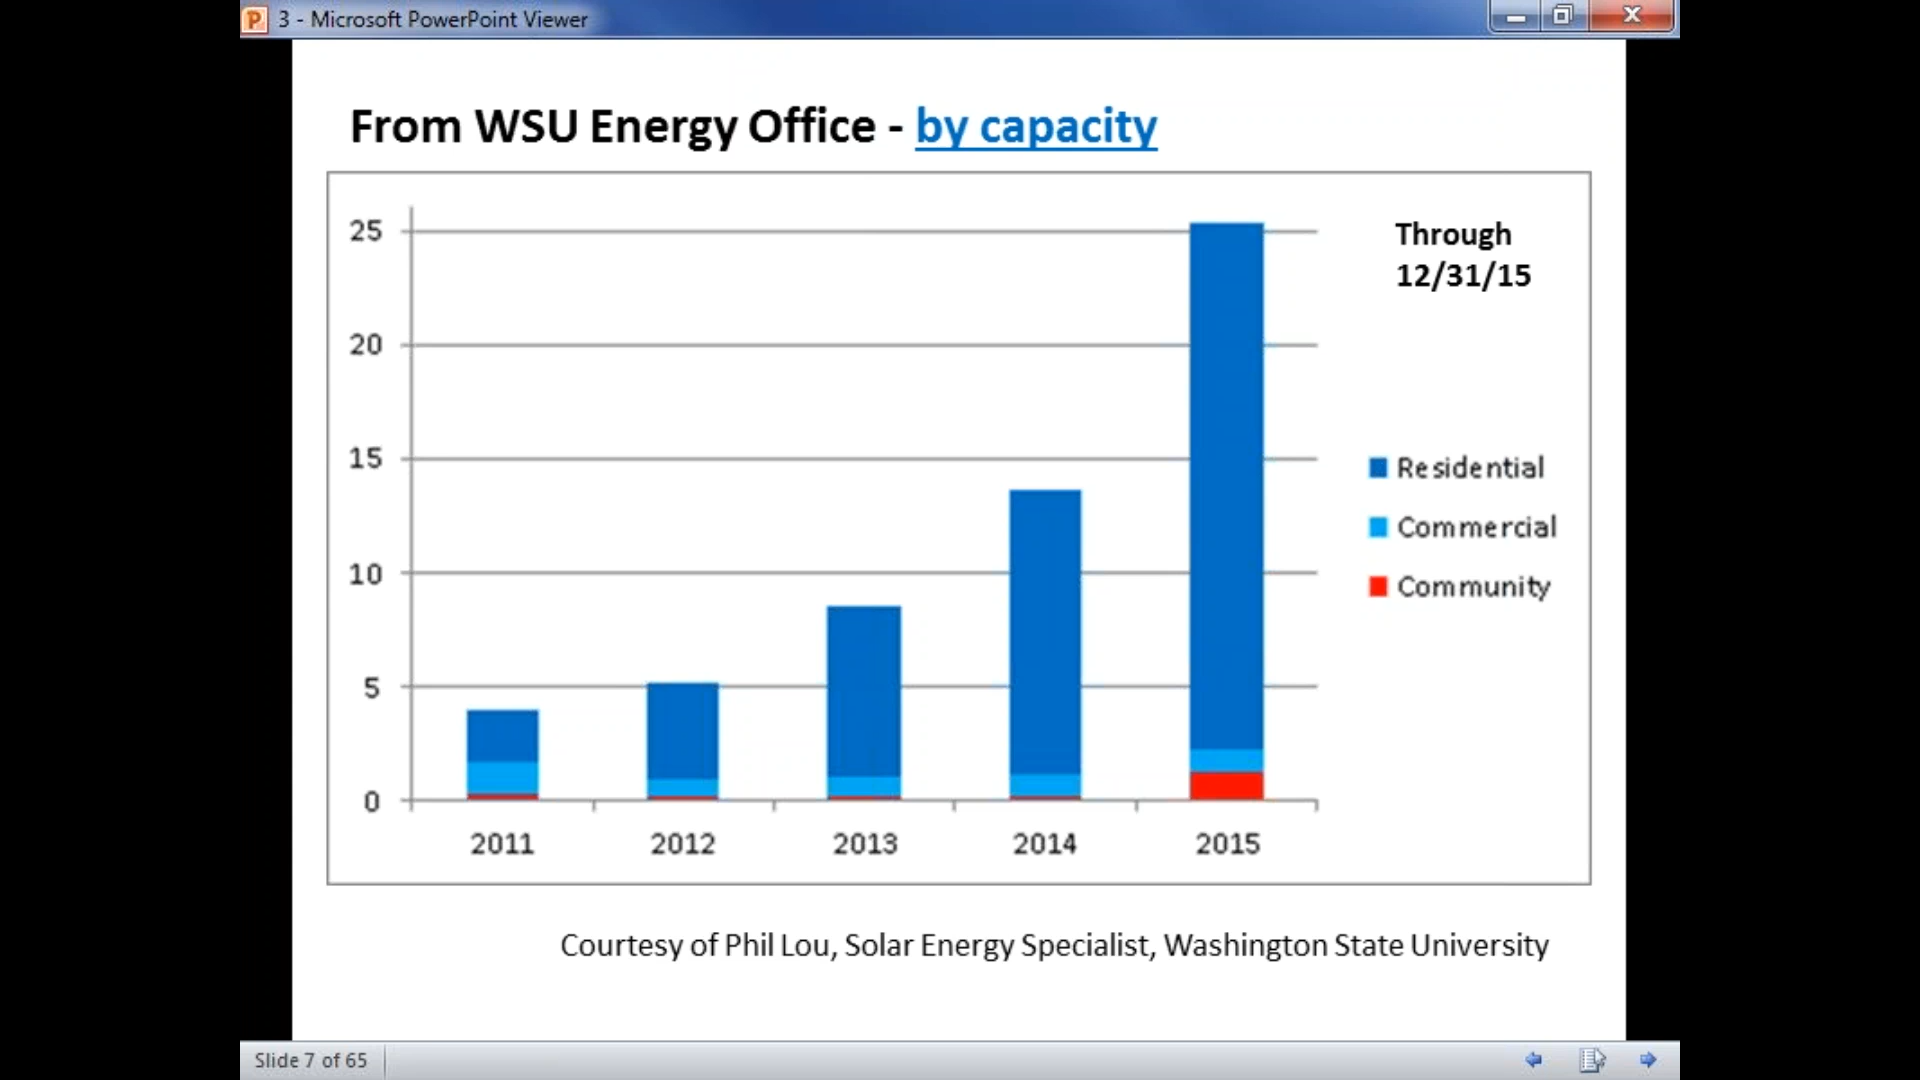 3 - Microsoft PowerPoint Viewer
From WSU Energy Office - by capacity
25
20
15
10
5
0
2011 2012 2013 2014 2015
Through
12/31/15
Residential
Commercial
Community
Courtesy of Phil Lou, Solar Energy Specialist, Washington State University
Slide 7 of 65